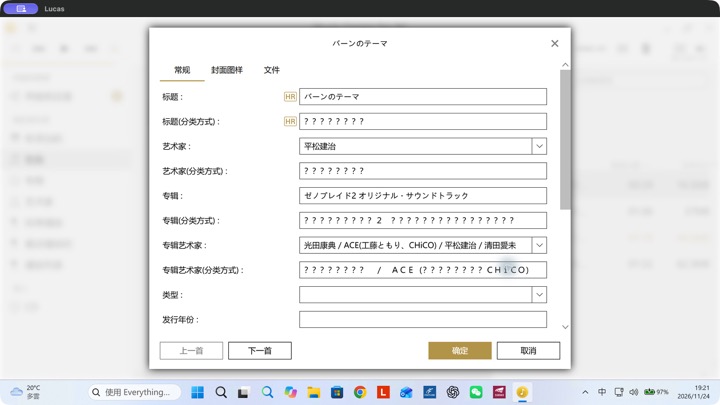 Lucas
バーンのテーマ
常规 封面图样 文件
标题: HR バーンのテーマ
标题(分类方式): HR ????????
艺术家: 平松建治
艺术家(分类方式): ????????
专辑: ゼノブレイド2 オリジナル・サウンドトラック
专辑(分类方式): ?????????2 ????????????????
专辑艺术家: 光田康典 / ACE(工藤ともり、CHiCO) / 平松建治 / 清田愛未
专辑艺术家(分类方式): ???????? / ACE (????????CHiCO)
类型:
发行年份:
上一首 下一首 确定 取消
20°C
多云
使用 Everything...
中
97%
19:21
2026/11/24